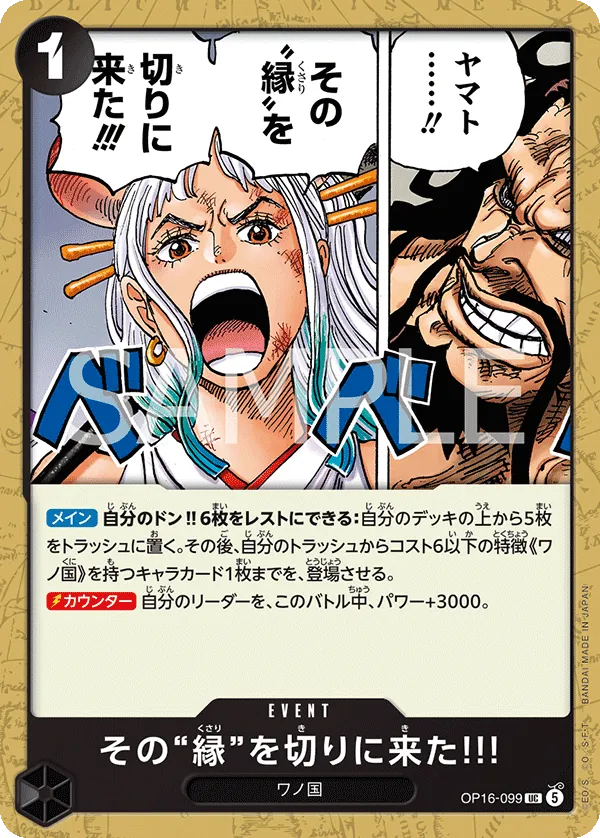 1
その
“縁”を
切りに
来た!!!
ヤマト
……!!
ベ
ベ
SAMPLE
メイン 自分のドン!!6枚をレストにできる:自分のデッキの上から5枚
をトラッシュに置く。その後、自分のトラッシュからコスト6以下の特徴《ワ
ノ国》を持つキャラカード1枚までを、登場させる。
カウンター 自分のリーダーを、このバトル中、パワー+3000。
EVENT
その“縁”を切りに来た!!!
ワノ国
OP16-099 UC 5
BANDAI MADE IN JAPAN